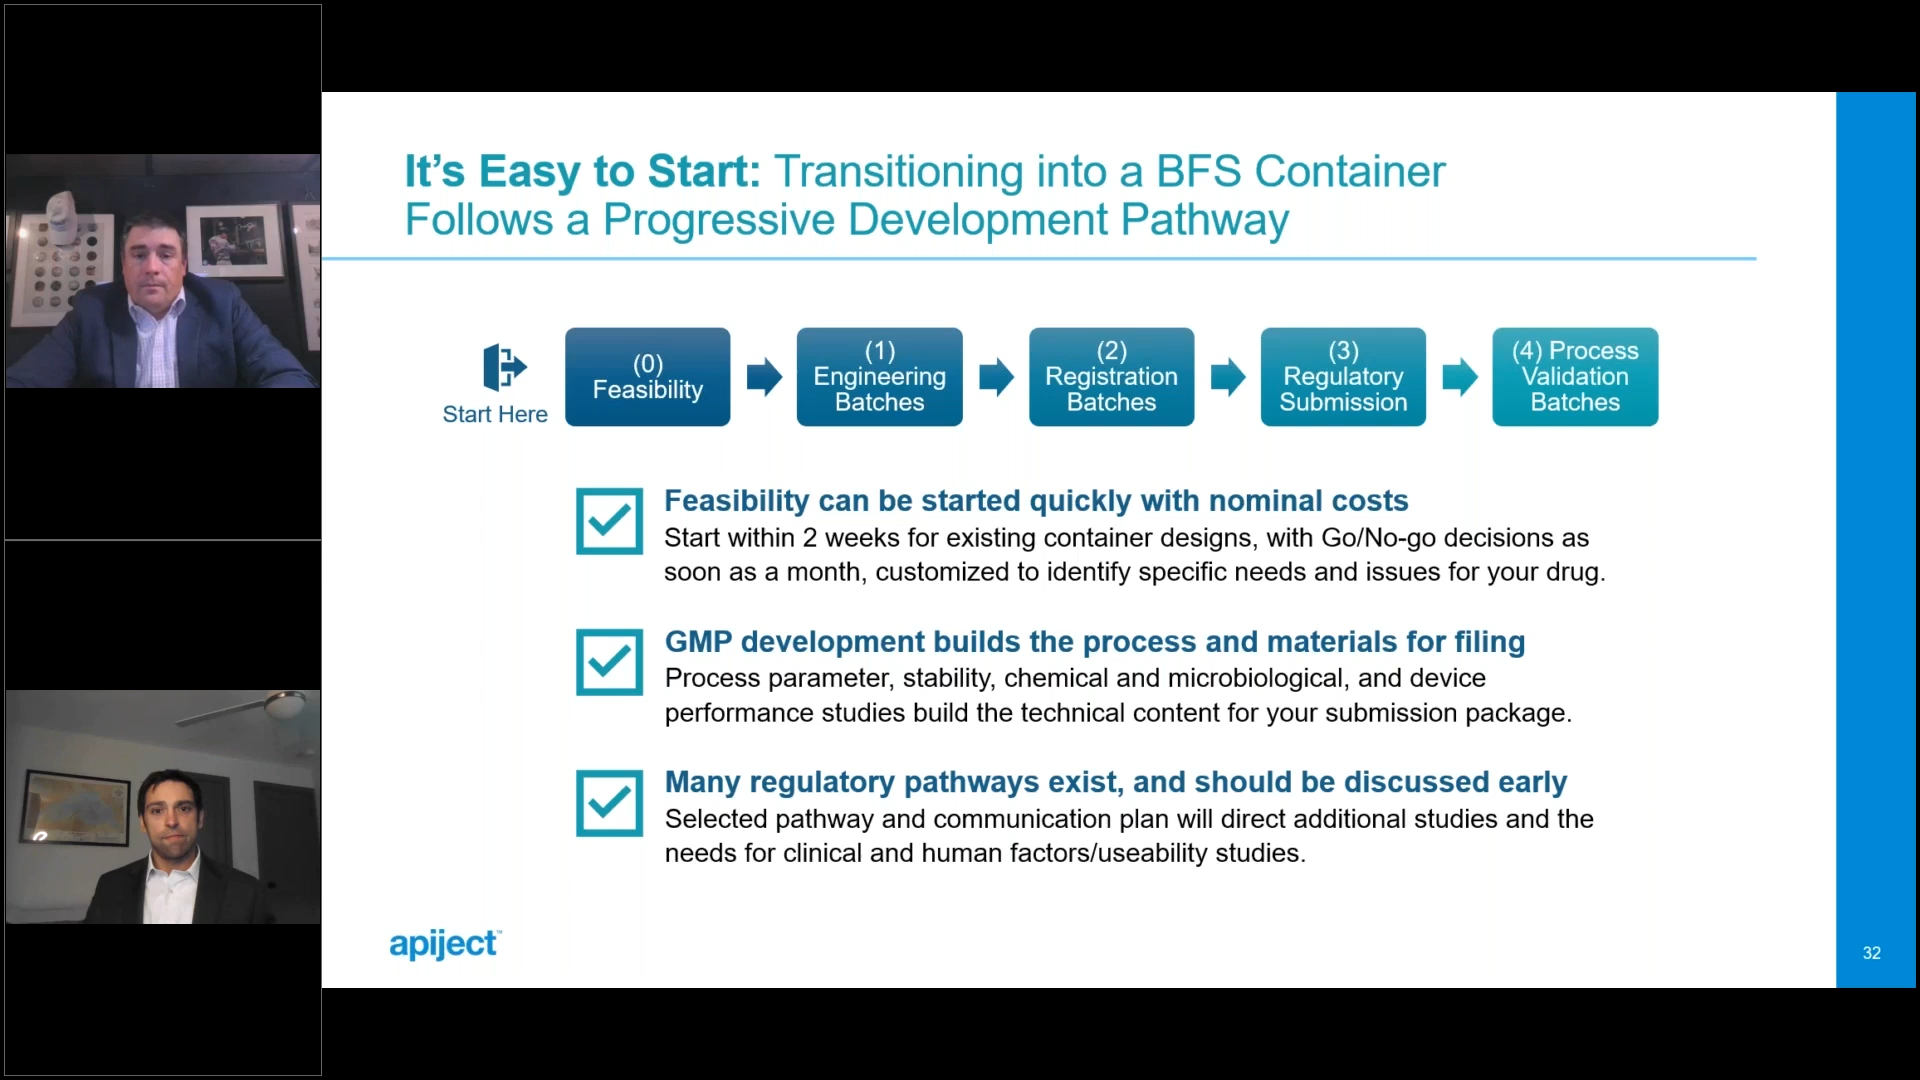 It’s Easy to Start: Transitioning into a BFS Container
Follows a Progressive Development Pathway
Start Here
(0)
Feasibility
(1)
Engineering
Batches
(2)
Registration
Batches
(3)
Regulatory
Submission
(4) Process
Validation
Batches
Feasibility can be started quickly with nominal costs
Start within 2 weeks for existing container designs, with Go/No-go decisions as
soon as a month, customized to identify specific needs and issues for your drug.
GMP development builds the process and materials for filing
Process parameter, stability, chemical and microbiological, and device
performance studies build the technical content for your submission package.
Many regulatory pathways exist, and should be discussed early
Selected pathway and communication plan will direct additional studies and the
needs for clinical and human factors/useability studies.
apiject™
32